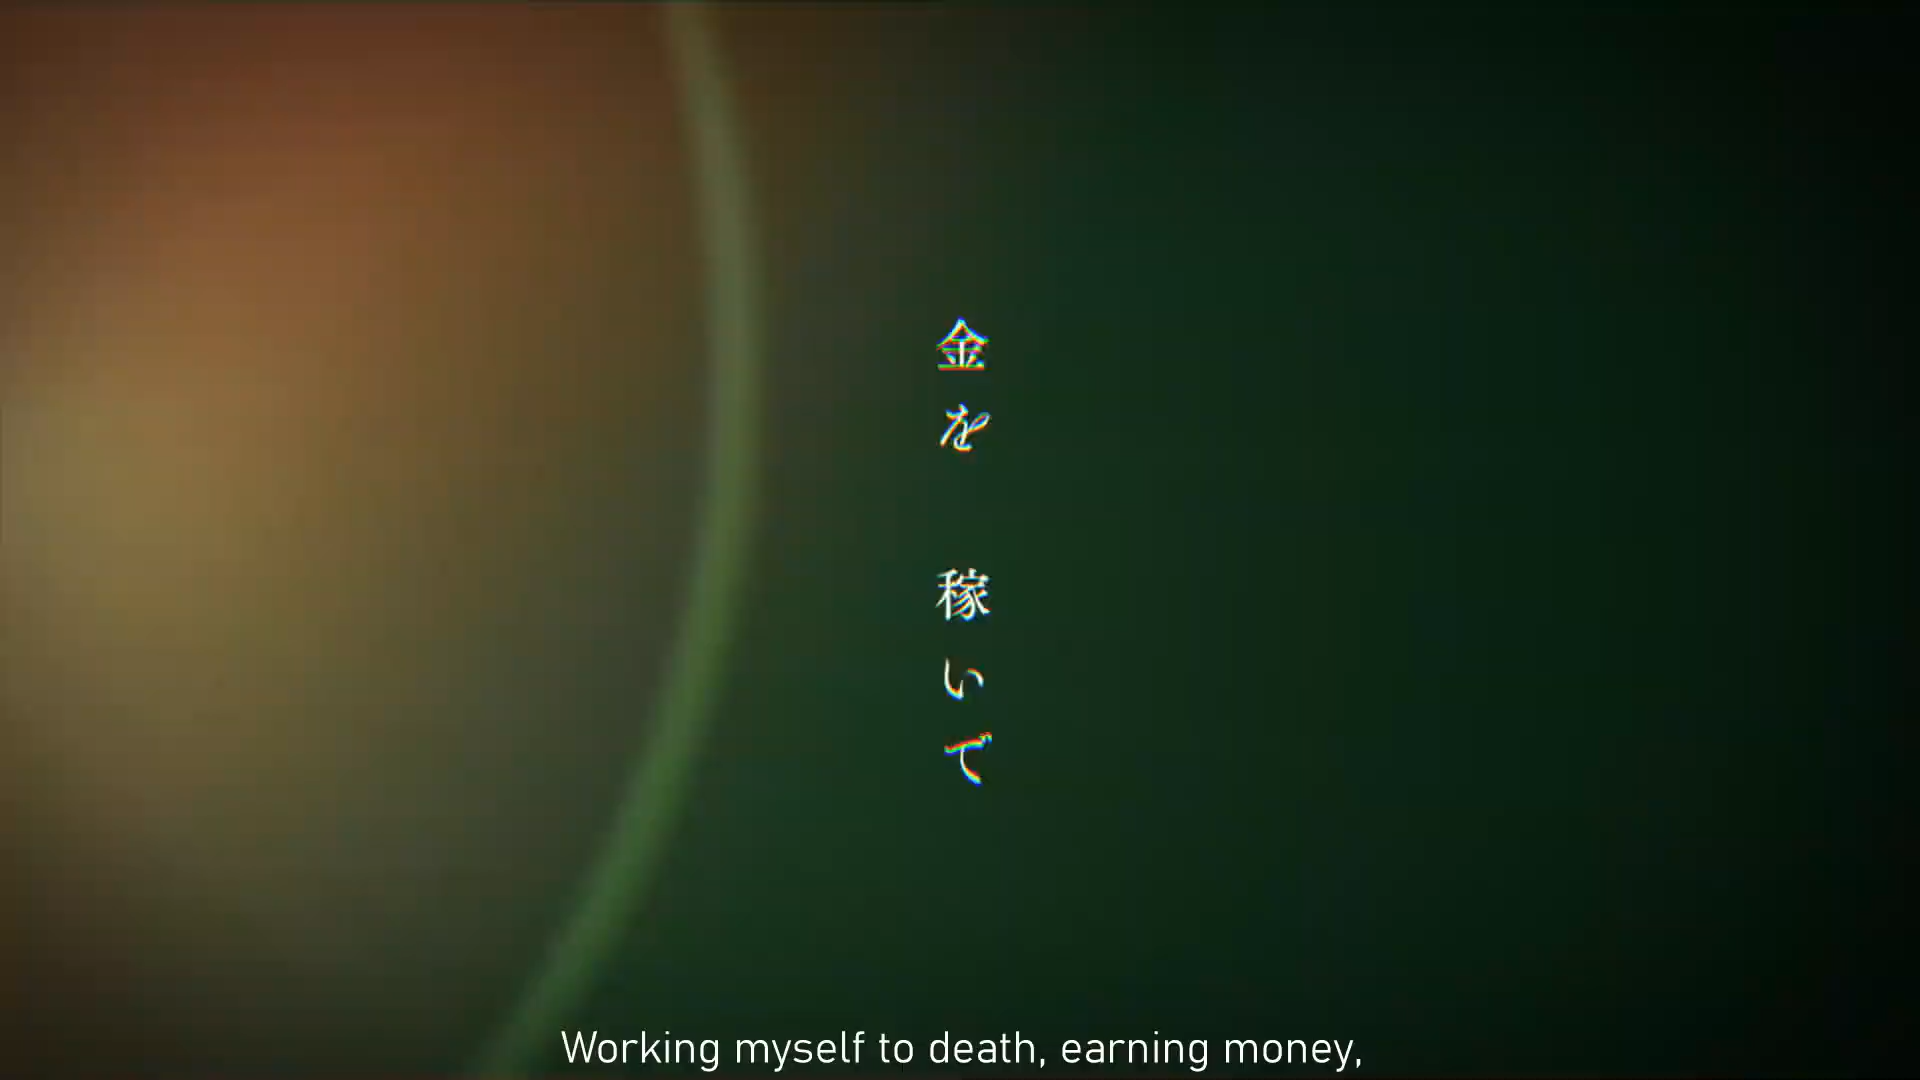 金を 稼いで
Working myself to death, earning money,